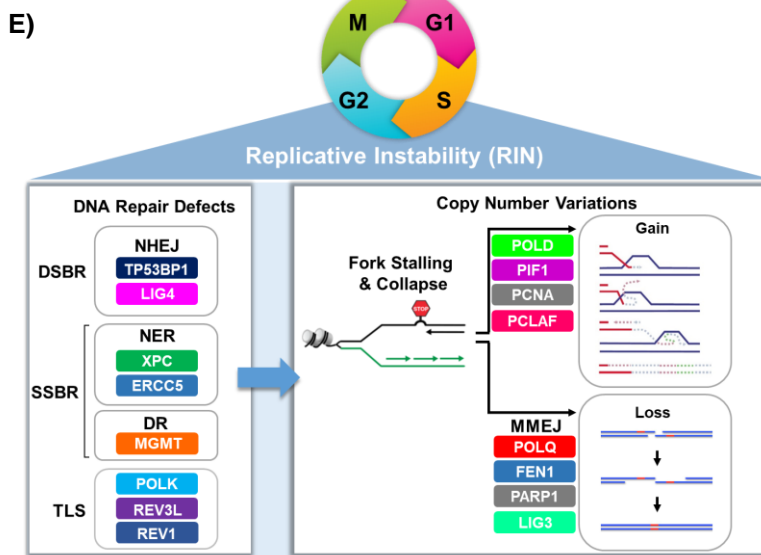 E)
M
G1
G2
S
Replicative Instability (RIN)
DNA Repair Defects
DSBR
NHEJ
TP53BP1
LIG4
SSBR
NER
XPC
ERCC5
DR
MGMT
TLS
POLK
REV3L
REV1
Copy Number Variations
Fork Stalling
& Collapse
STOP
POLD
PIF1
PCNA
PCLAF
Gain
MMEJ
POLQ
FEN1
PARP1
LIG3
Loss